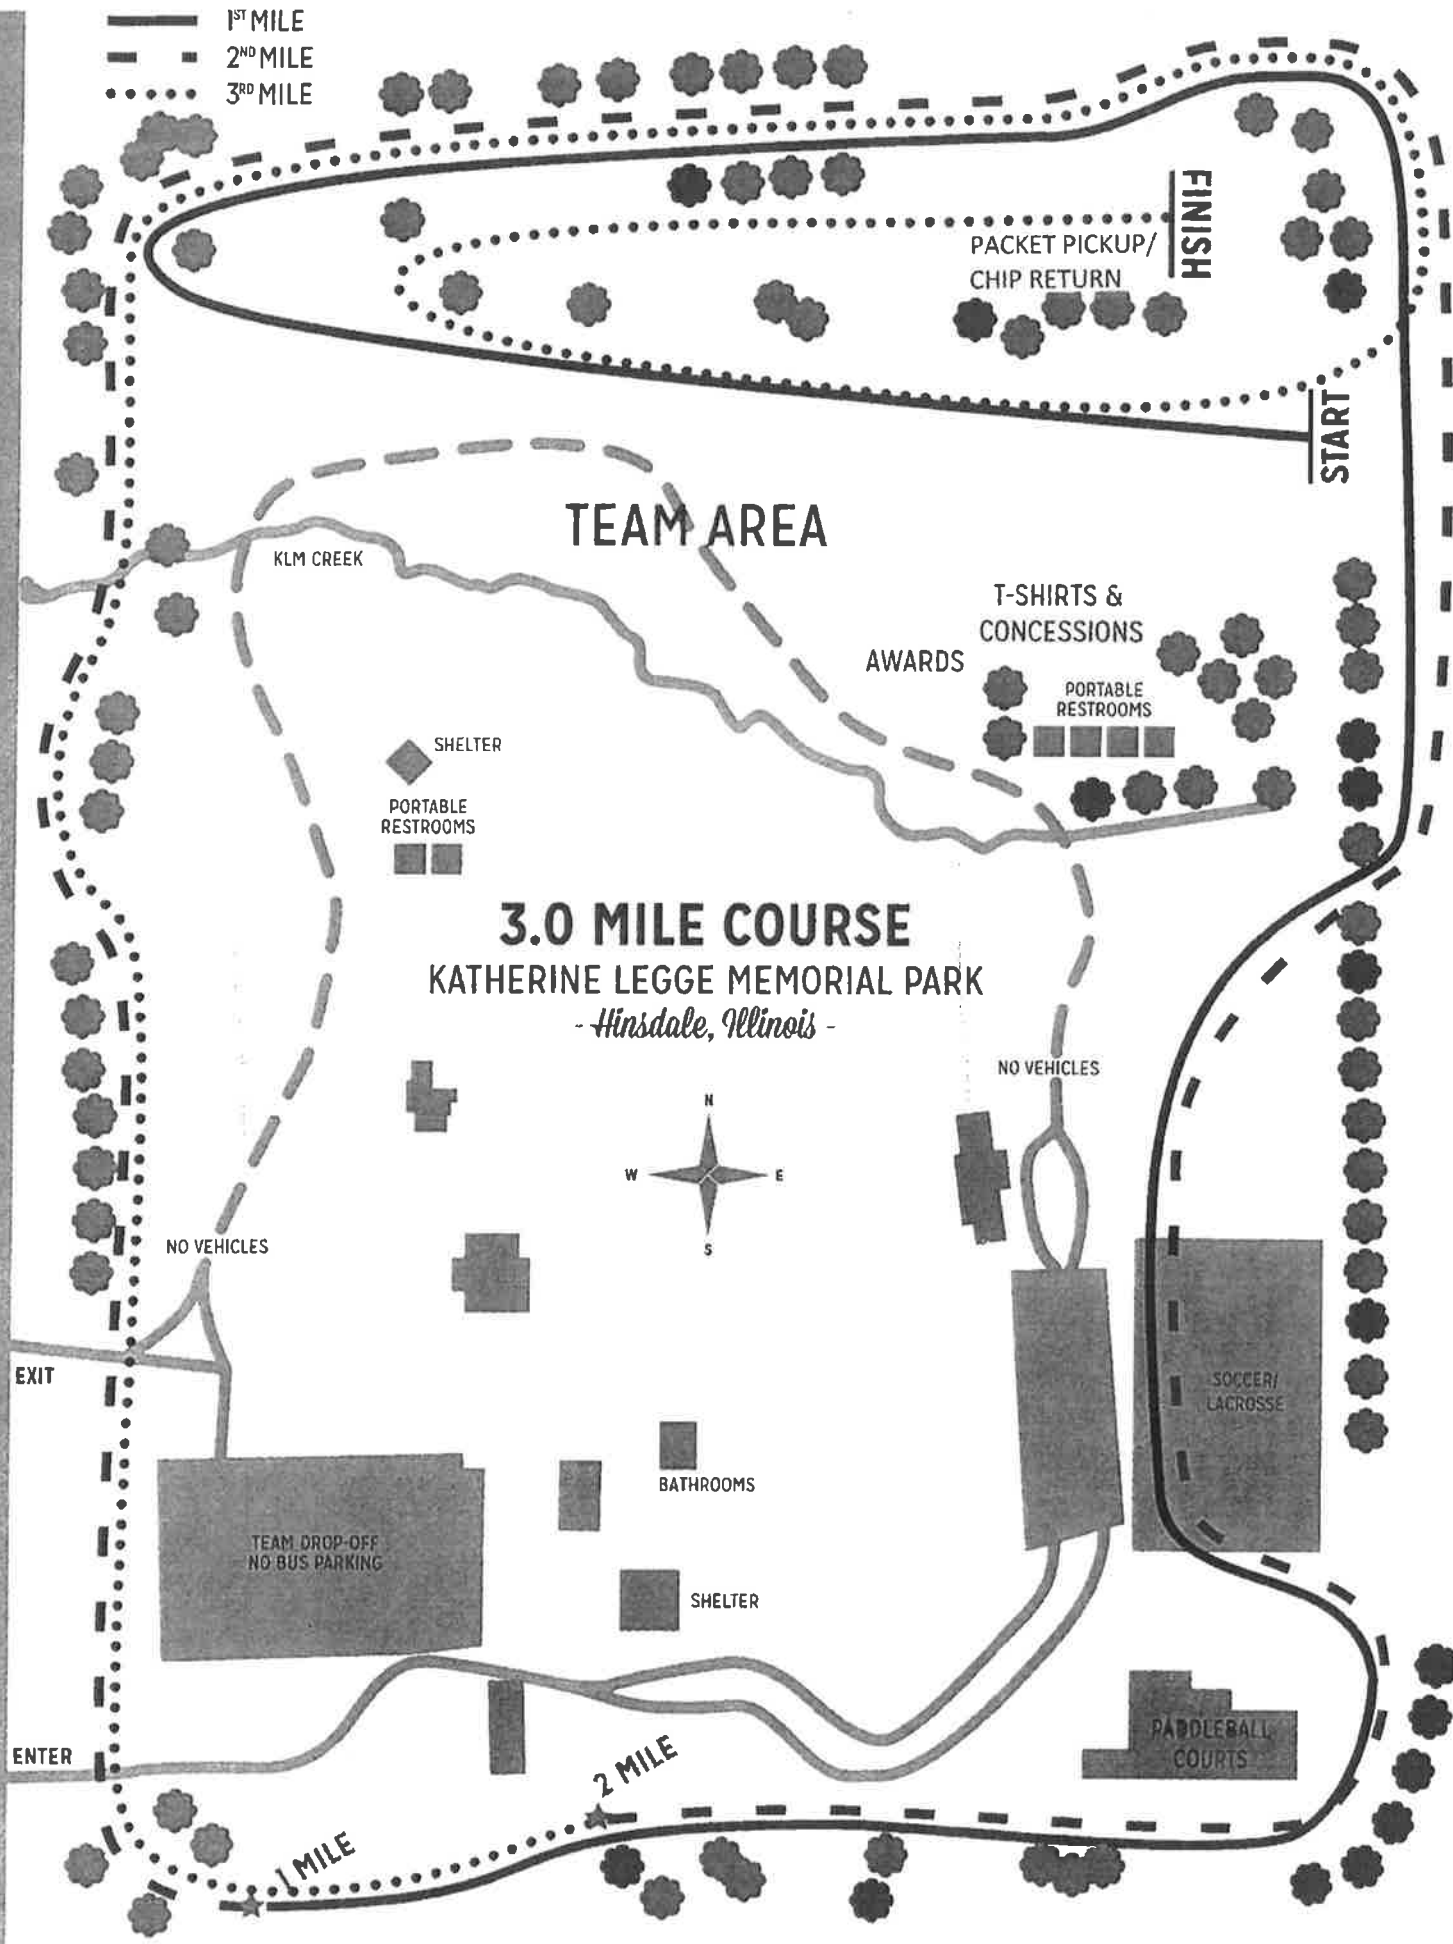 1ST MILE
2ND MILE
3RD MILE
FINISH
PACKET PICKUP/
CHIP RETURN
START
TEAM AREA
KLM CREEK
T-SHIRTS &
CONCESSIONS
AWARDS
PORTABLE
RESTROOMS
SHELTER
PORTABLE
RESTROOMS
3.0 MILE COURSE
KATHERINE LEGGE MEMORIAL PARK
- Hinsdale, Illinois -
NO VEHICLES
N
W E
S
NO VEHICLES
EXIT
SOCCER/
LACROSSE
BATHROOMS
TEAM DROP-OFF
NO BUS PARKING
SHELTER
PADDLEBALL
COURTS
ENTER
2 MILE
1 MILE